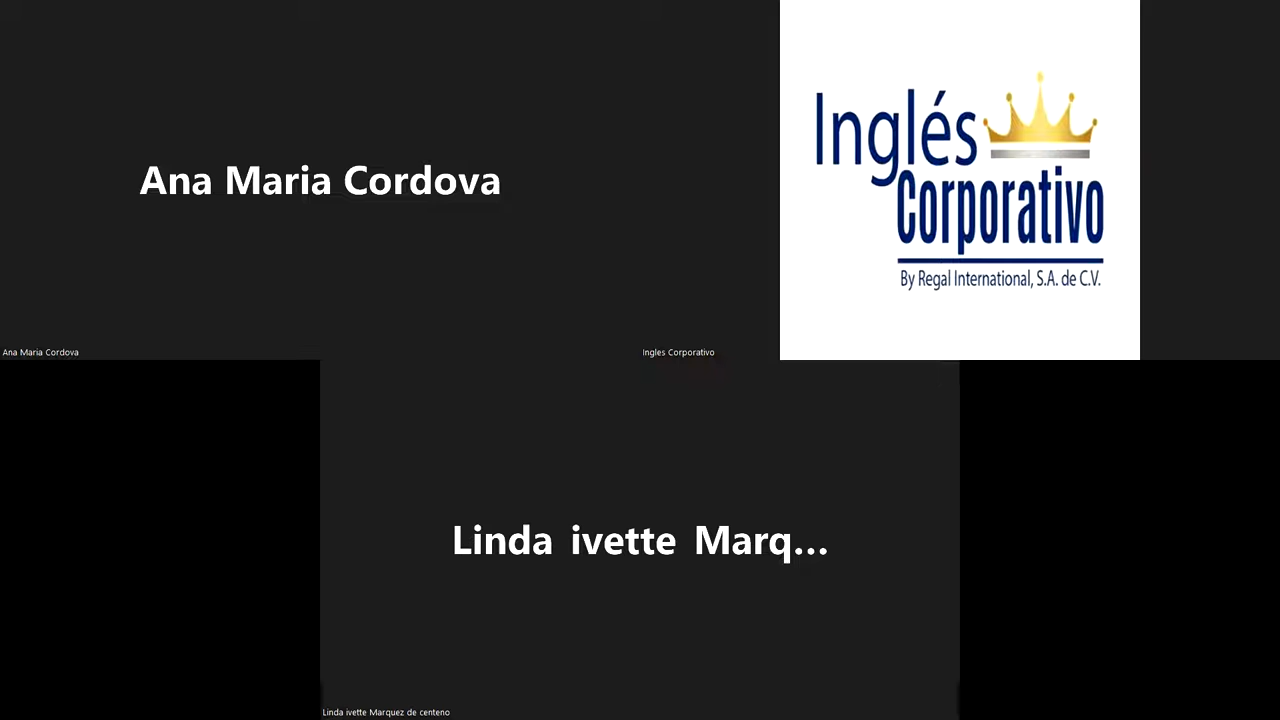 Ana Maria Cordova
Inglés
Corporativo
By Regal International, S.A. de C.V.
Ana Maria Cordova
Ingles Corporativo
Linda ivette Marq...
Linda ivette Marquez de centeno